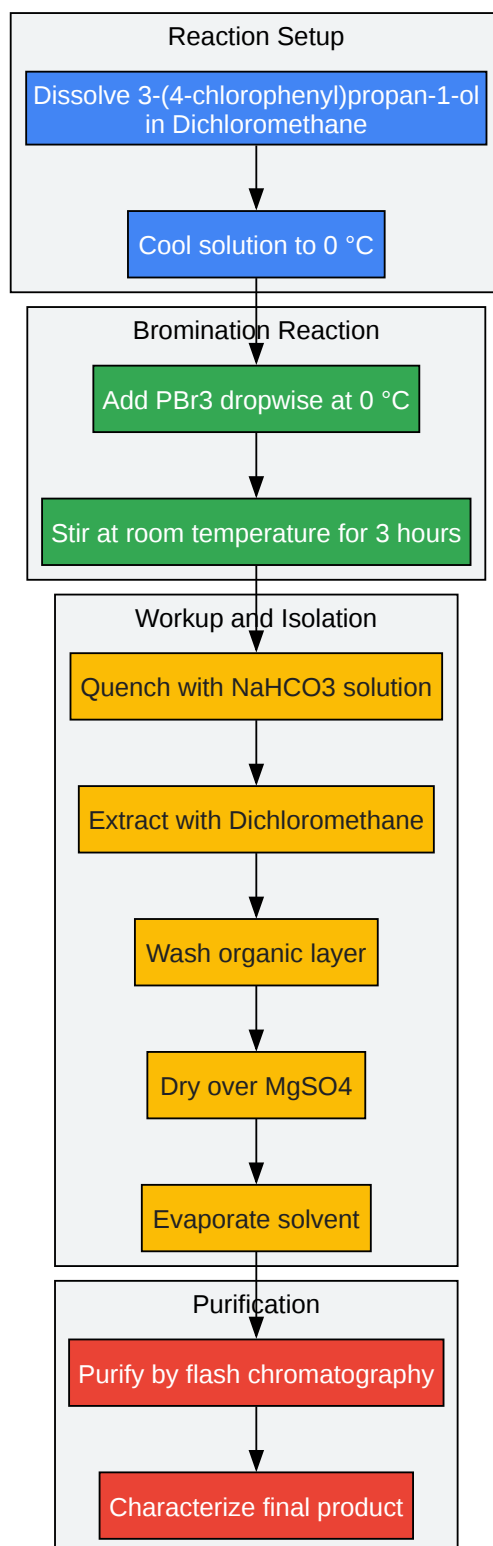 Reaction Setup
Dissolve 3-(4-chlorophenyl)propan-1-ol
in Dichloromethane
Cool solution to 0 °C
Bromination Reaction
Add PBr3 dropwise at 0 °C
Stir at room temperature for 3 hours
Workup and Isolation
Quench with NaHCO3 solution
Extract with Dichloromethane
Wash organic layer
Dry over MgSO4
Evaporate solvent
Purification
Purify by flash chromatography
Characterize final product